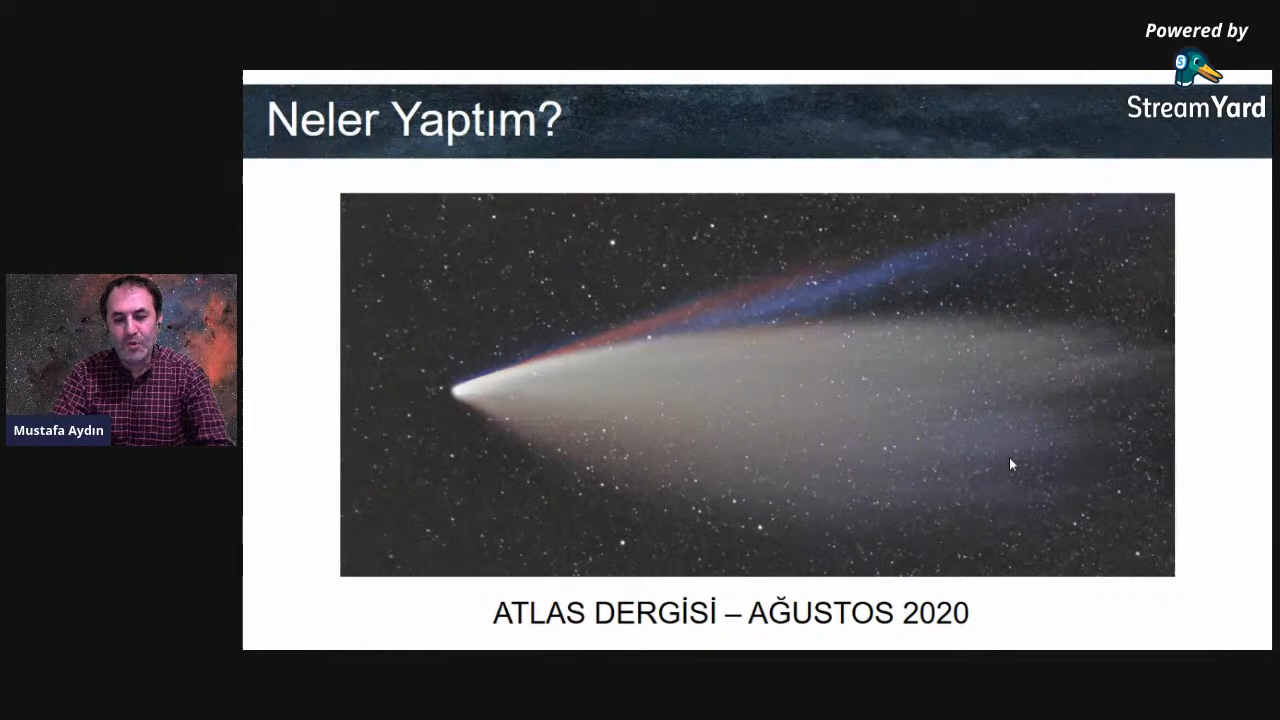 Powered by
StreamYard
Neler Yaptım?
Mustafa Aydın
ATLAS DERGİSİ – AĞUSTOS 2020